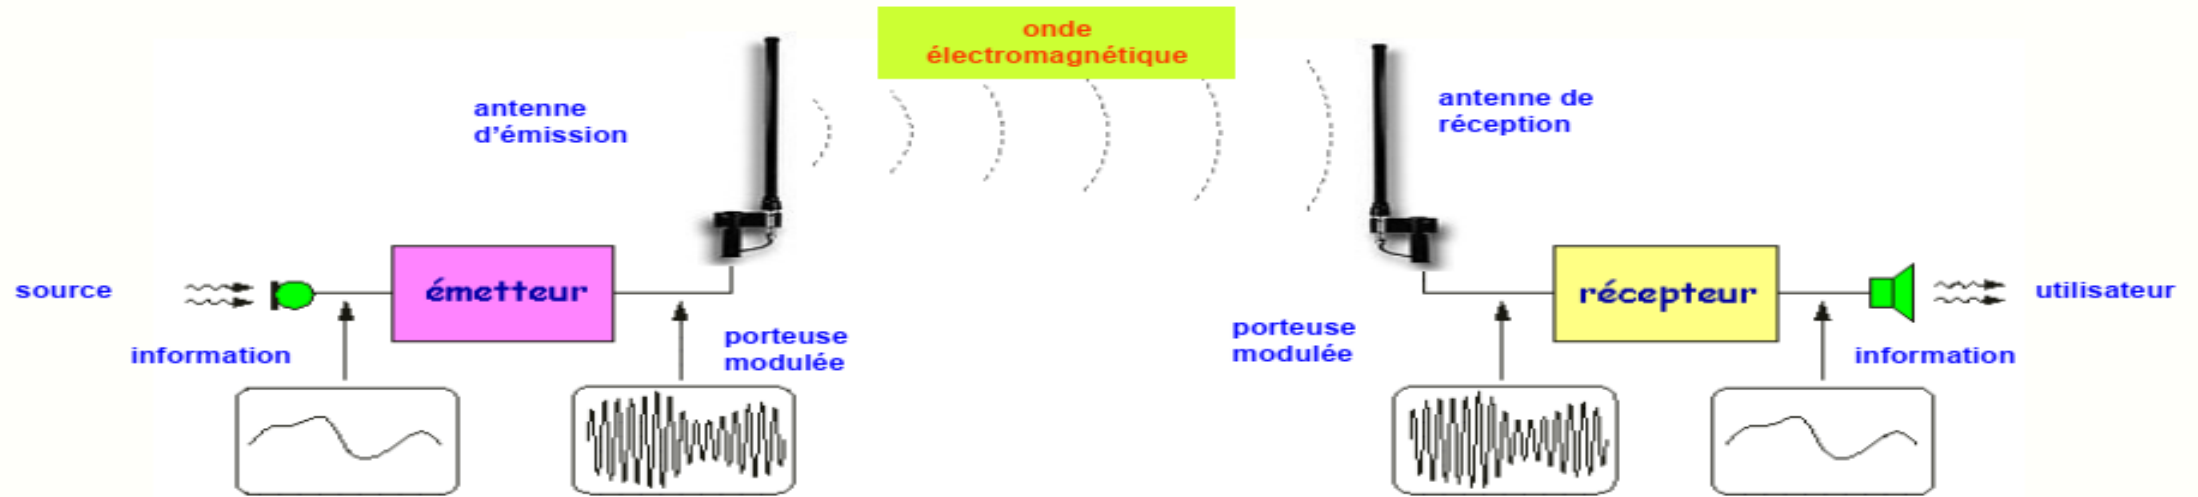 onde
électromagnétique
antenne
d'émission
antenne de
réception
source
émetteur
récepteur
utilisateur
information
porteuse
modulée
porteuse
modulée
information